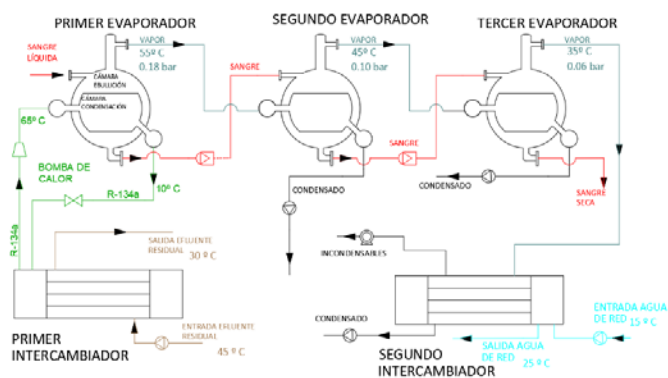 PRIMER EVAPORADOR
SEGUNDO EVAPORADOR
TERCER EVAPORADOR
VAPOR
55º C
0.18 bar
VAPOR
45º C
0.10 bar
VAPOR
35º C
0.06 bar
SANGRE
LÍQUIDA
CÁMARA
EBULICIÓN
CÁMARA
CONDENSACIÓN
SANGRE
65º C
BOMBA DE
CALOR
R-134a
10º C
R-134a
SANGRE
CONDENSADO
CONDENSADO
SANGRE
SECA
SALIDA EFLUENTE
RESIDUAL
30 º C
INCONDENSABLES
ENTRADA AGUA
DE RED
15 º C
PRIMER
INTERCAMBIADOR
ENTRADA EFLUENTE
RESIDUAL
45 º C
CONDENSADO
SALIDA AGUA
DE RED
25 º C
SEGUNDO
INTERCAMBIADOR